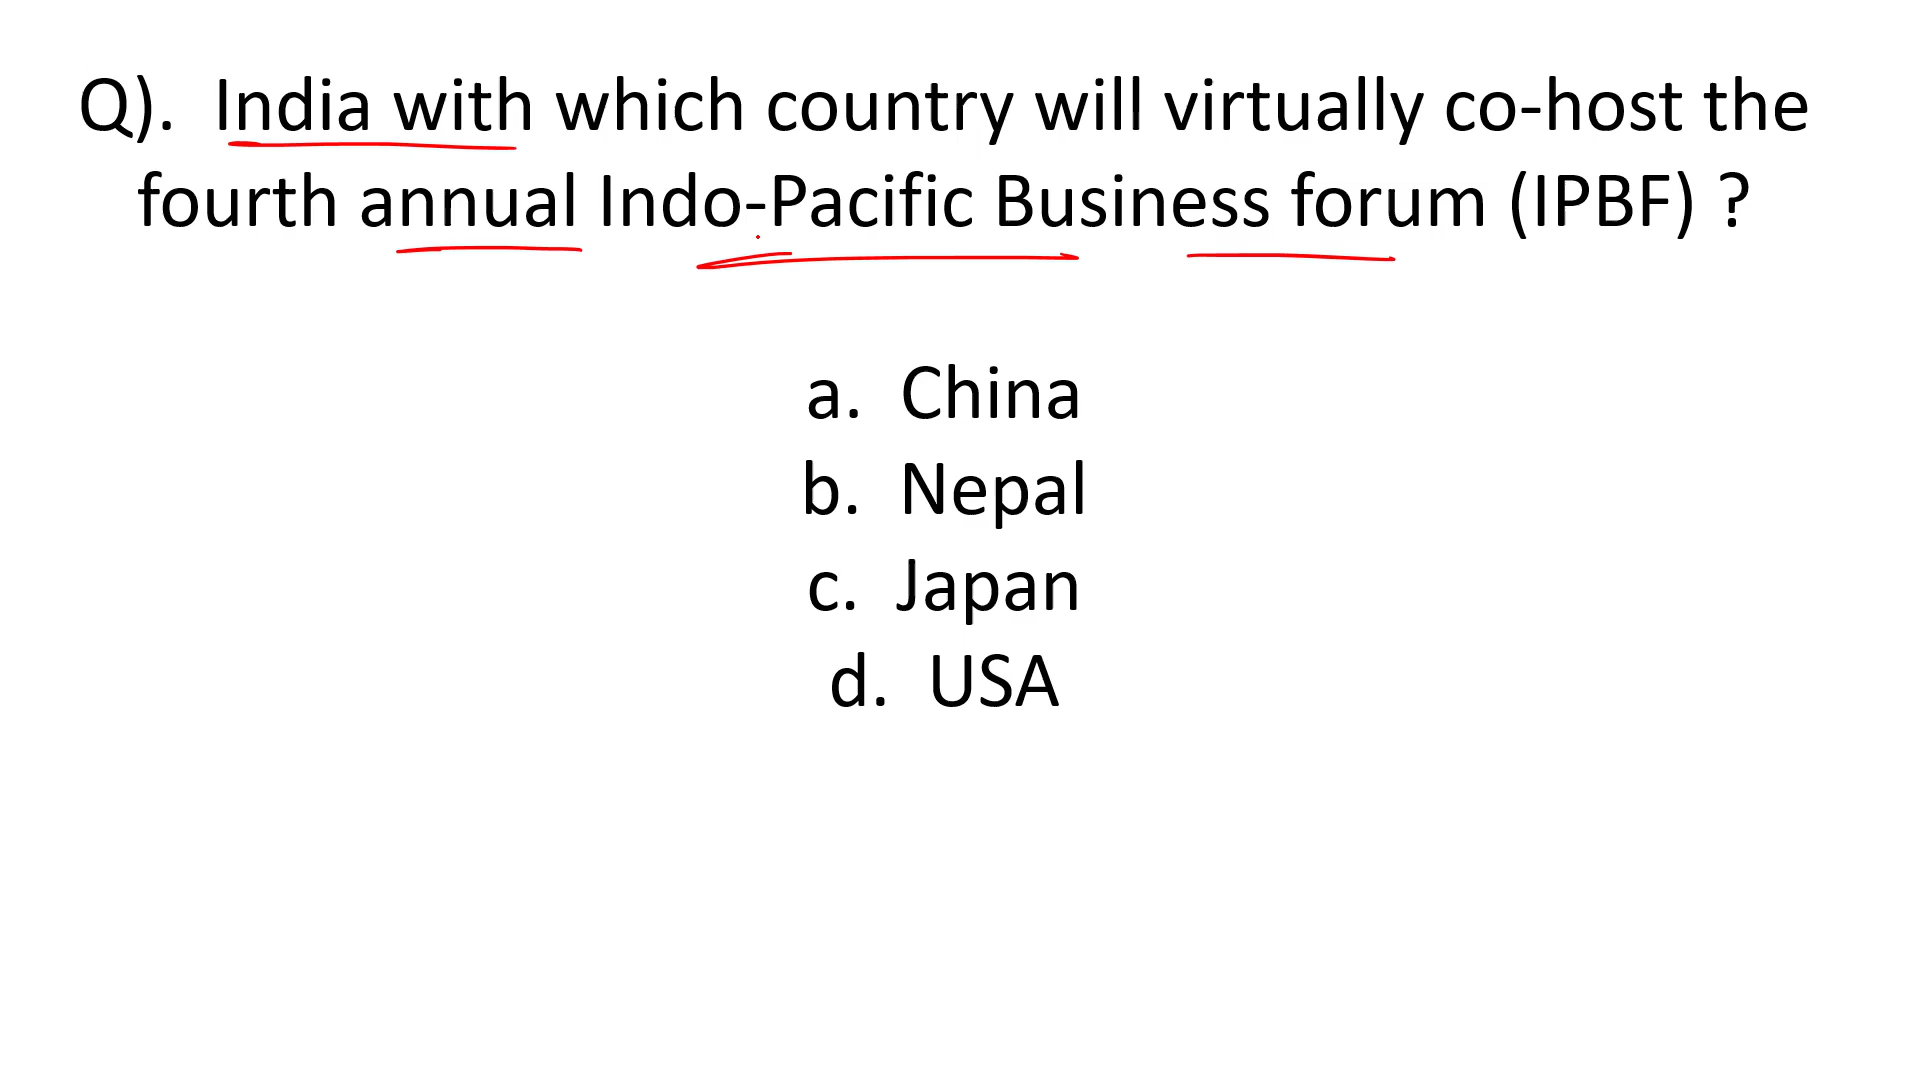 Q).  India with which country will virtually co-host the
fourth annual Indo-Pacific Business forum (IPBF) ?
a.  China
b.  Nepal
c.  Japan
d.  USA